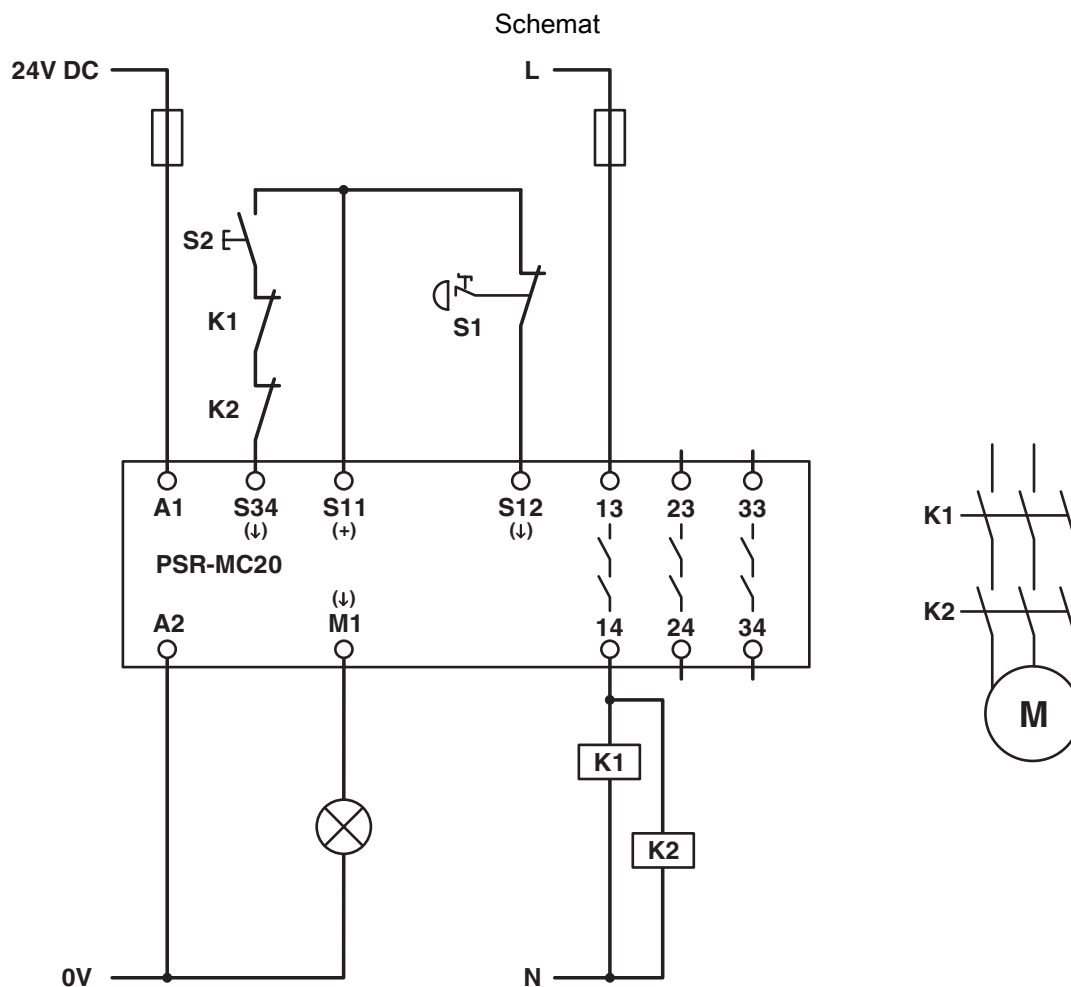 Schemat
24V DC
L
S2
S1
K1
K2
A1 S34 S11 S12 13 23 33
(↓) (+) (↓)
PSR-MC20
(↓)
A2 M1 14 24 34
K1
K2
M
K1
K2
0V
N